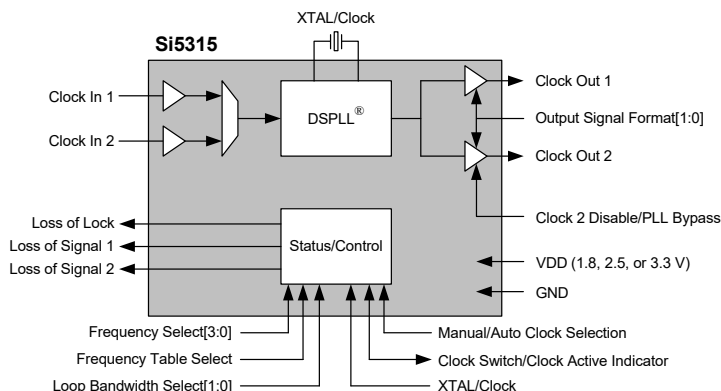 XTAL/Clock
Si5315
Clock In 1
Clock In 2
DSPLL®
Clock Out 1
Output Signal Format[1:0]
Clock Out 2
Clock 2 Disable/PLL Bypass
Loss of Lock
Loss of Signal 1
Loss of Signal 2
Status/Control
VDD (1.8, 2.5, or 3.3 V)
GND
Frequency Select[3:0]
Manual/Auto Clock Selection
Frequency Table Select
Clock Switch/Clock Active Indicator
Loop Bandwidth Select[1:0]
XTAL/Clock